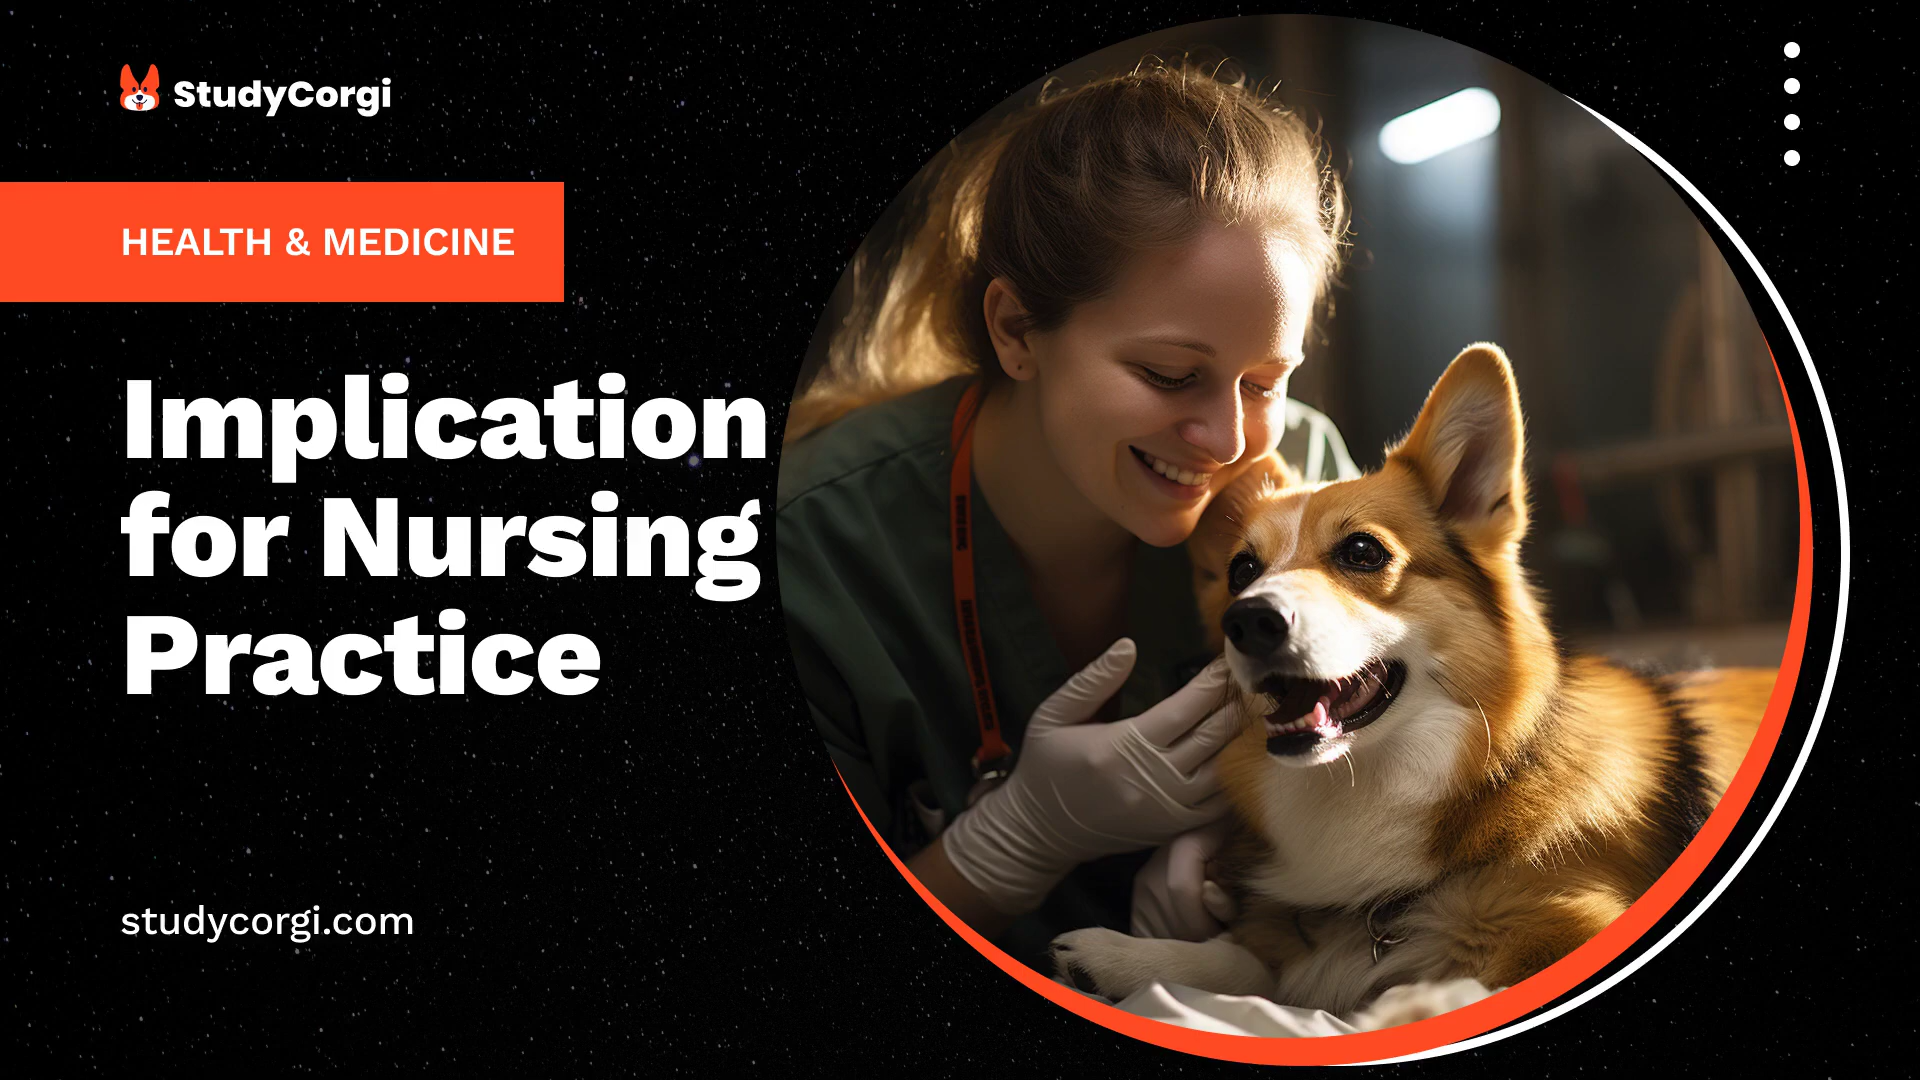 StudyCorgi
HEALTH & MEDICINE
Implication
for Nursing
Practice
studycorgi.com